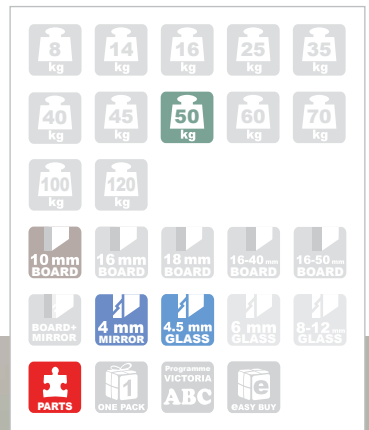 8 kg
14 kg
16 kg
25 kg
35 kg
40 kg
45 kg
50 kg
60 kg
70 kg
100 kg
120 kg
10 mm
BOARD
16 mm
BOARD
18 mm
BOARD
16-40 mm
BOARD
16-50 mm
BOARD
BOARD+
MIRROR
4 mm
MIRROR
4.5 mm
GLASS
6 mm
GLASS
8-12 mm
GLASS
PARTS
1
ONE PACK
Programme
VICTORIA
ABC
e
eASY BUY